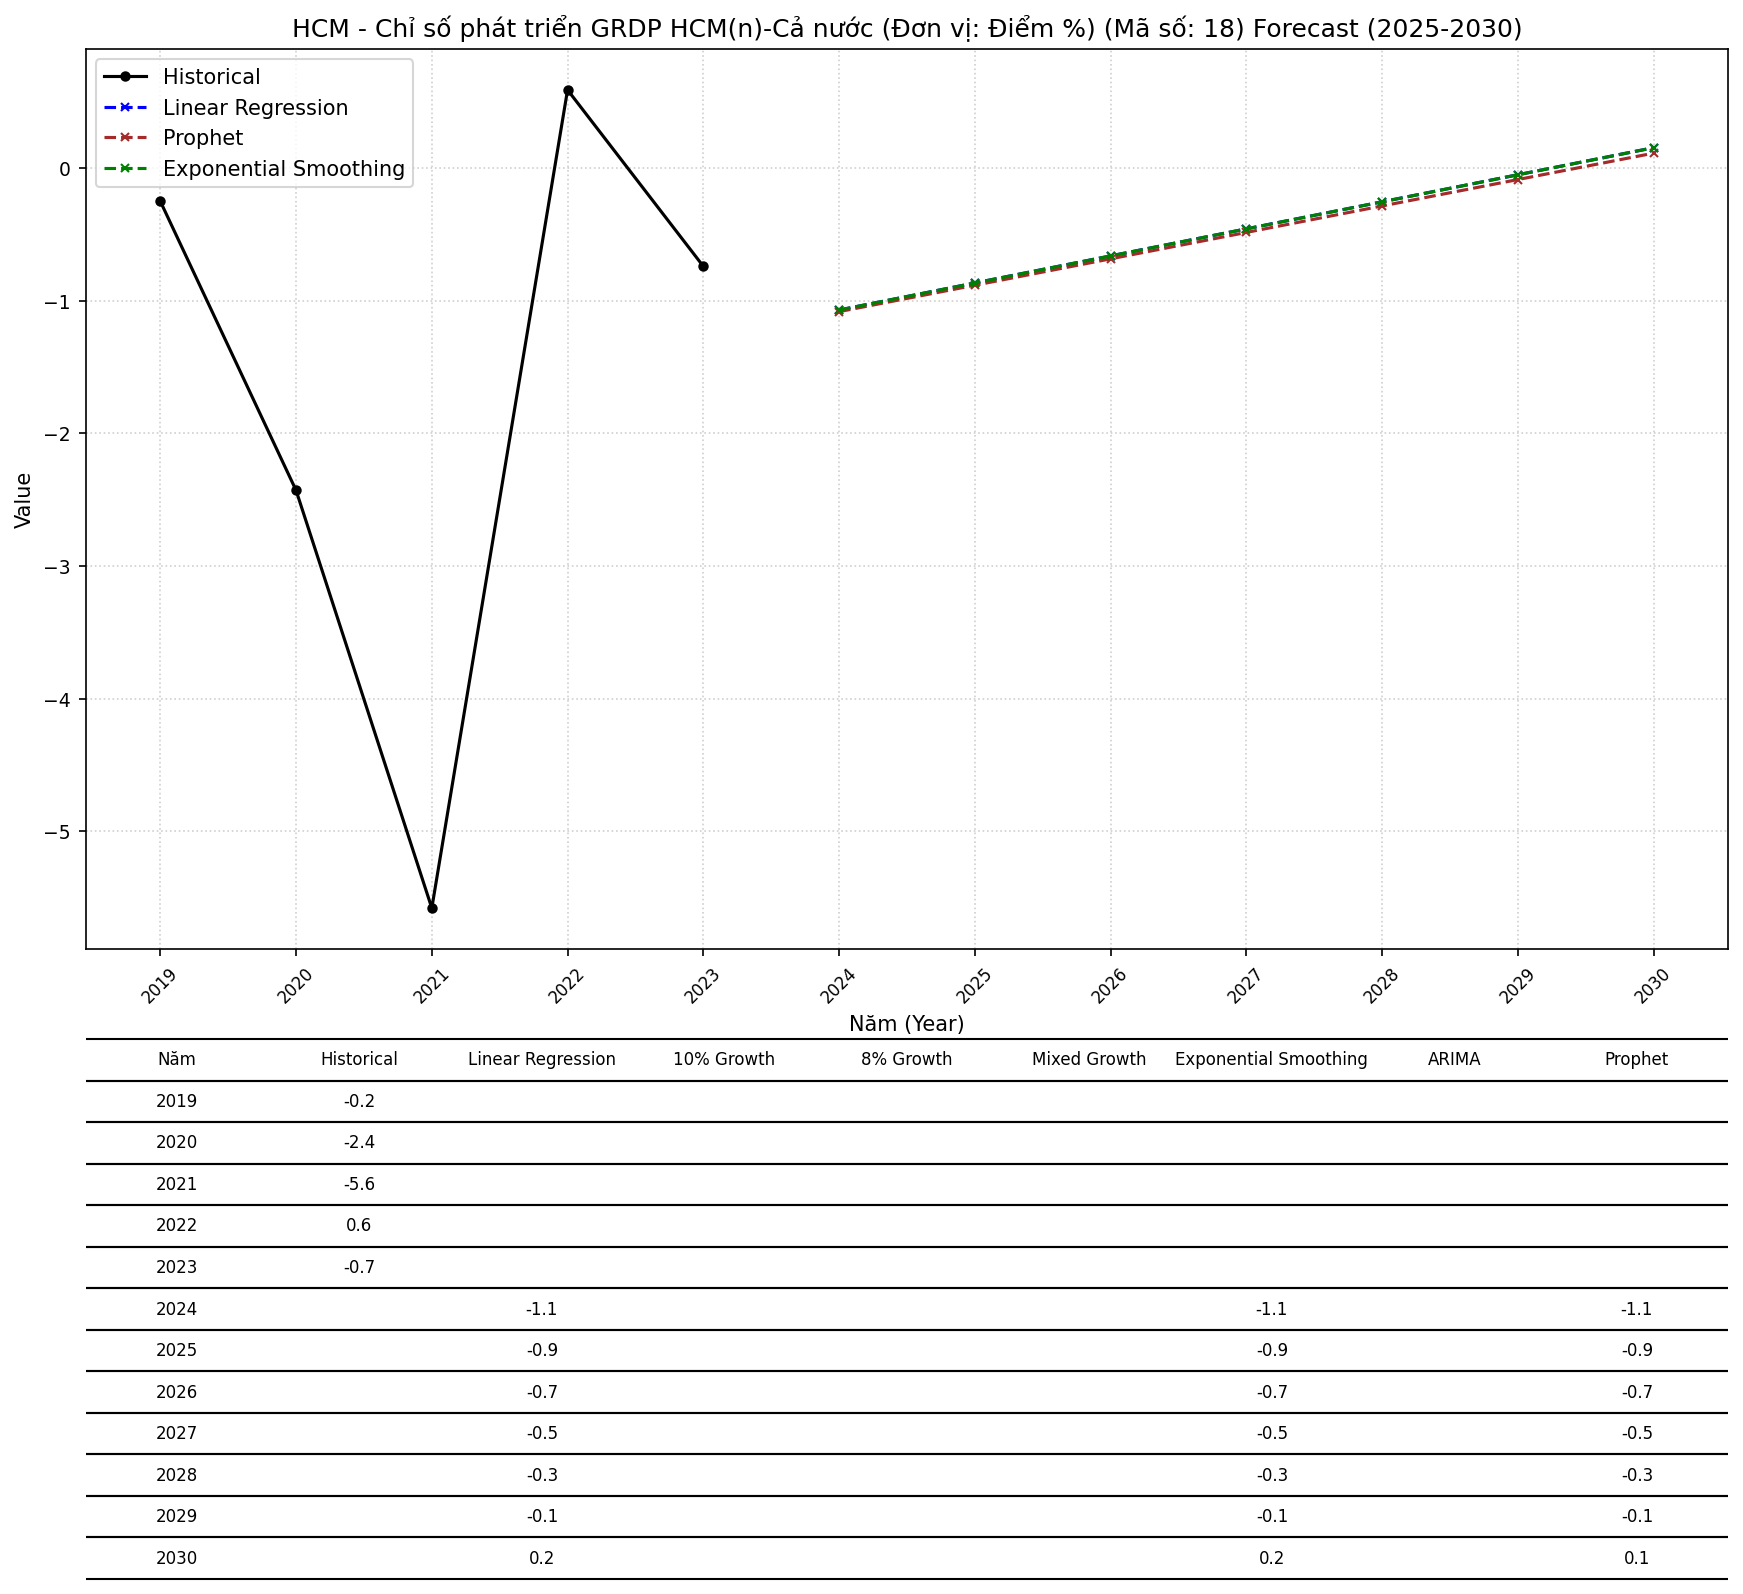 HCM - Chỉ số phát triển GRDP HCM(n)-Cả nước (Đơn vị: Điểm %) (Mã số: 18) Forecast (2025-2030)
Historical
Linear Regression
Prophet
Exponential Smoothing
0
−1
−2
−3
−4
−5
Value
2019 2020 2021 2022 2023 2024 2025 2026 2027 2028 2029 2030
Năm (Year)
Năm Historical Linear Regression 10% Growth 8% Growth Mixed Growth Exponential Smoothing ARIMA Prophet
2019 -0.2
2020 -2.4
2021 -5.6
2022 0.6
2023 -0.7
2024 -1.1 -1.1 -1.1
2025 -0.9 -0.9 -0.9
2026 -0.7 -0.7 -0.7
2027 -0.5 -0.5 -0.5
2028 -0.3 -0.3 -0.3
2029 -0.1 -0.1 -0.1
2030 0.2 0.2 0.1